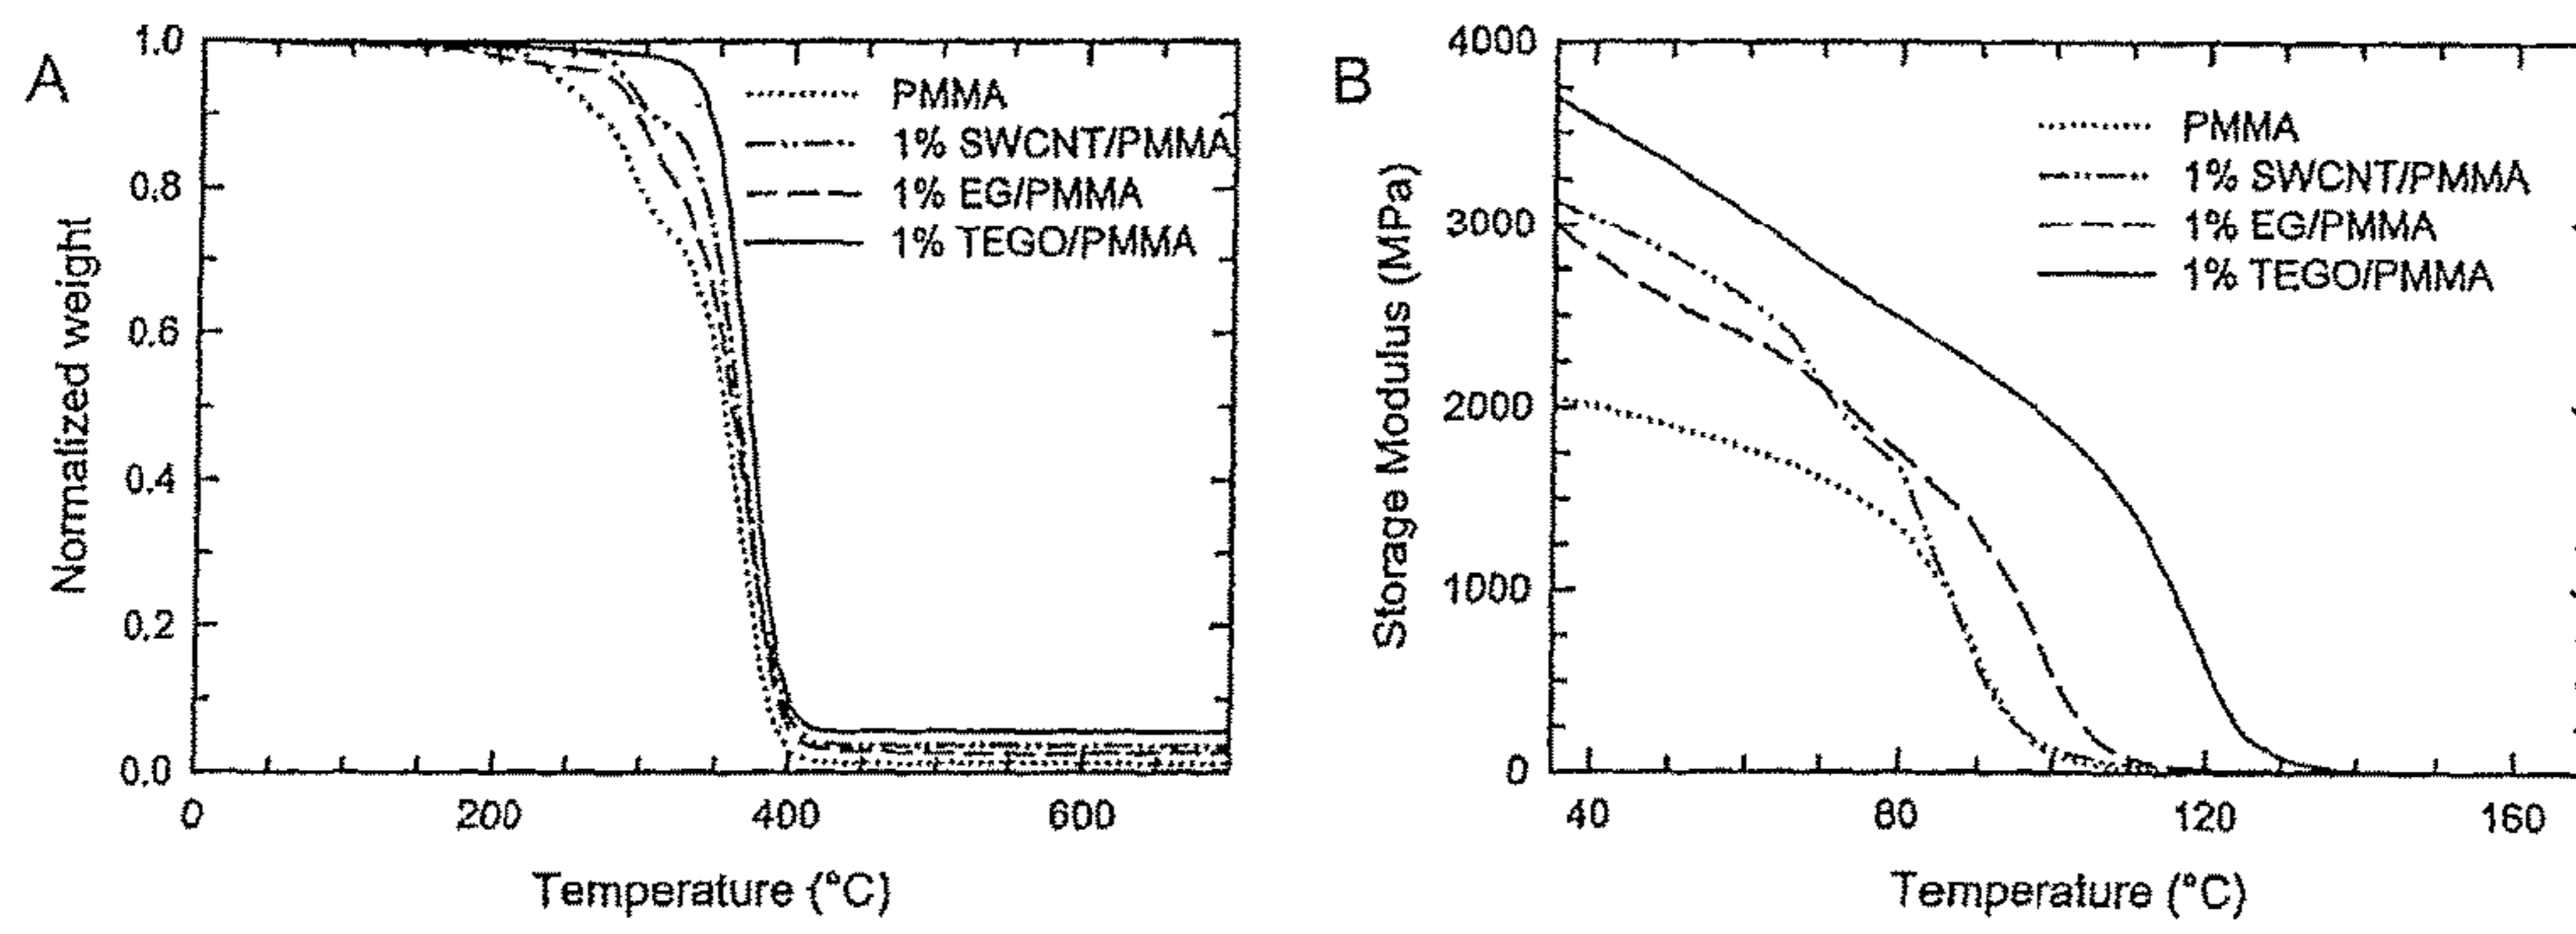 A
1.0
0.8
0.6
0.4
0.2
0.0
Normalized weight
0
200
400
600
Temperature (°C)
PMMA
1% SWCNT/PMMA
1% EG/PMMA
1% TEGO/PMMA
B
4000
3000
2000
1000
0
Storage Modulus (MPa)
40
80
120
160
Temperature (°C)
PMMA
1% SWCNT/PMMA
1% EG/PMMA
1% TEGO/PMMA